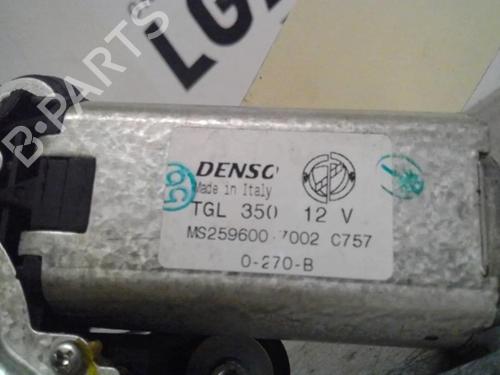 LG
B-PARTS
DENSO
Made in Italy
TGL 350 12 V
MS259600-7002 C757
0-270-B